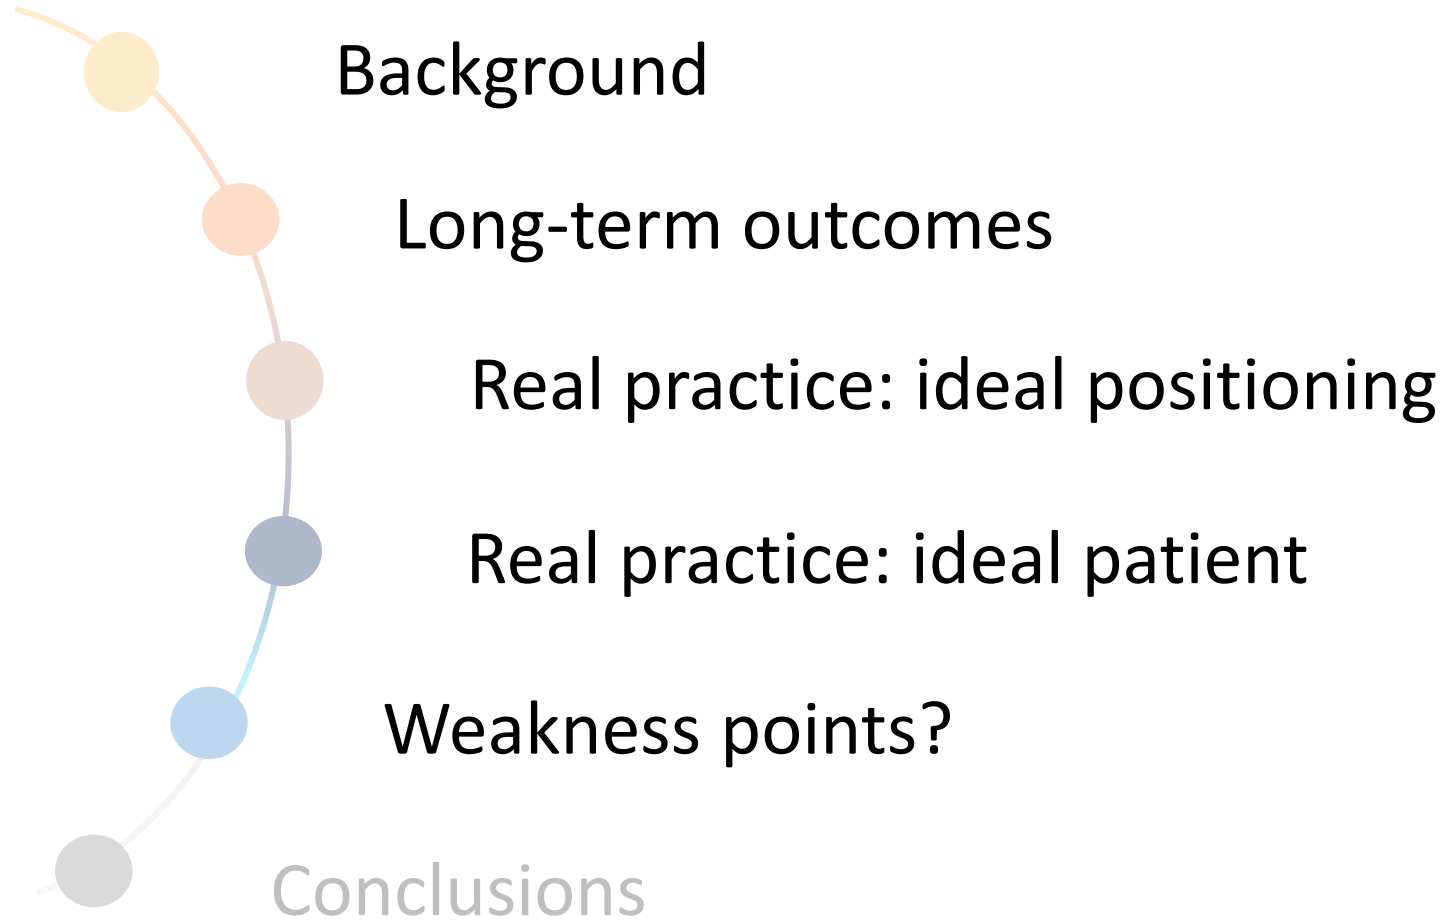 Background
Long-term outcomes
Real practice: ideal positioning
Real practice: ideal patient
Weakness points?
Conclusions